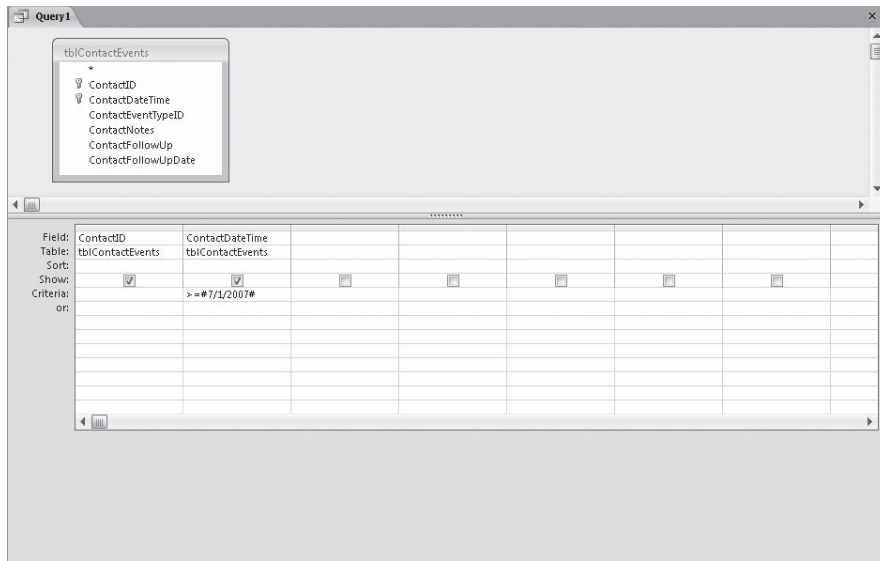 Query1
tblContactEvents
*
ContactID
ContactDateTime
ContactEventTypeID
ContactNotes
ContactFollowUp
ContactFollowUpDate
Field: ContactID ContactDateTime
Table: tblContactEvents tblContactEvents
Sort:
Show:
Criteria: >=#7/1/2007#
or: